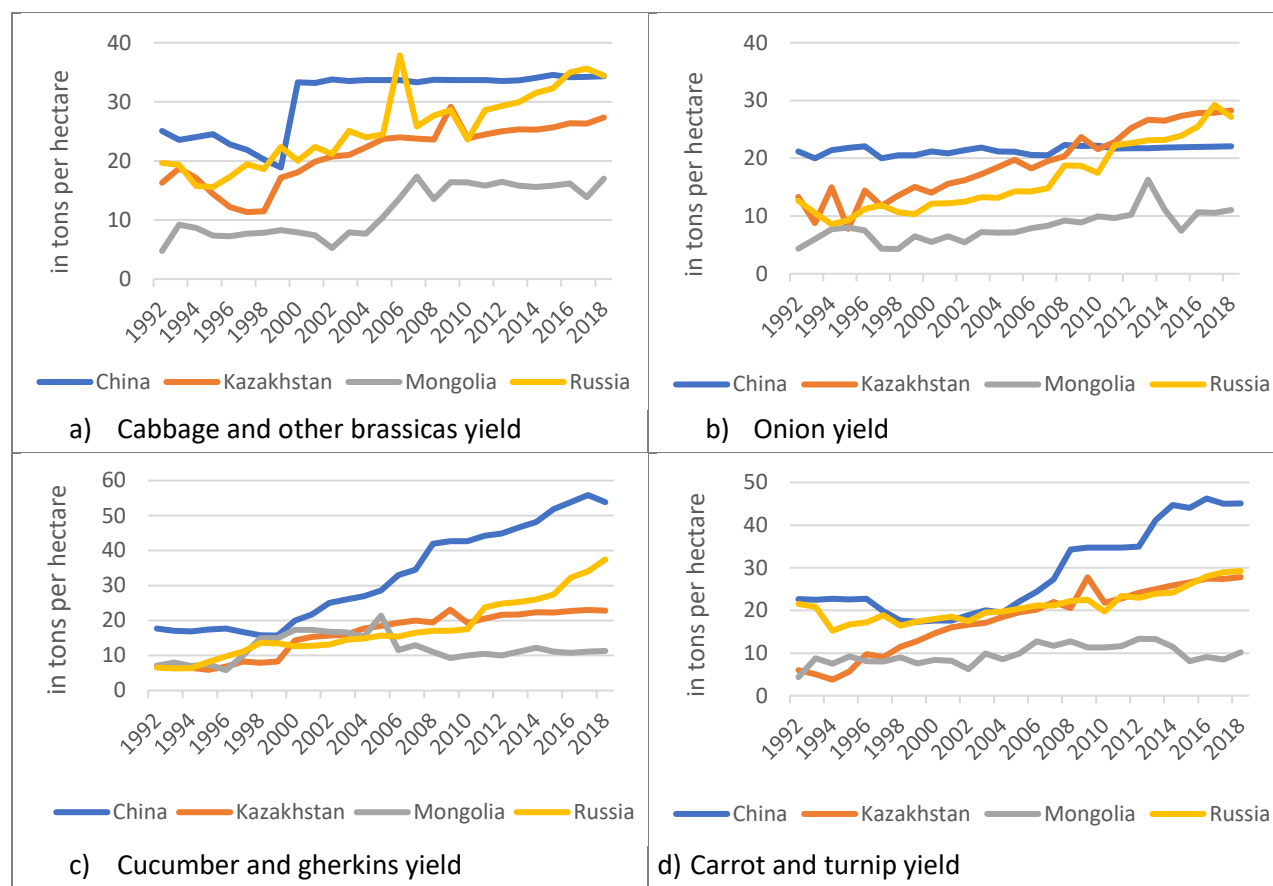 in tons per hectare
40
30
20
10
0
1992 1994 1996 1998 2000 2002 2004 2006 2008 2010 2012 2014 2016 2018
China Kazakhstan Mongolia Russia
a) Cabbage and other brassicas yield
in tons per hectare
40
30
20
10
0
1992 1994 1996 1998 2000 2002 2004 2006 2008 2010 2012 2014 2016 2018
China Kazakhstan Mongolia Russia
b) Onion yield
in tons per hectare
60
50
40
30
20
10
0
1992 1994 1996 1998 2000 2002 2004 2006 2008 2010 2012 2014 2016 2018
China Kazakhstan Mongolia Russia
c) Cucumber and gherkins yield
in tons per hectare
50
40
30
20
10
0
1992 1994 1996 1998 2000 2002 2004 2006 2008 2010 2012 2014 2016 2018
China Kazakhstan Mongolia Russia
d) Carrot and turnip yield